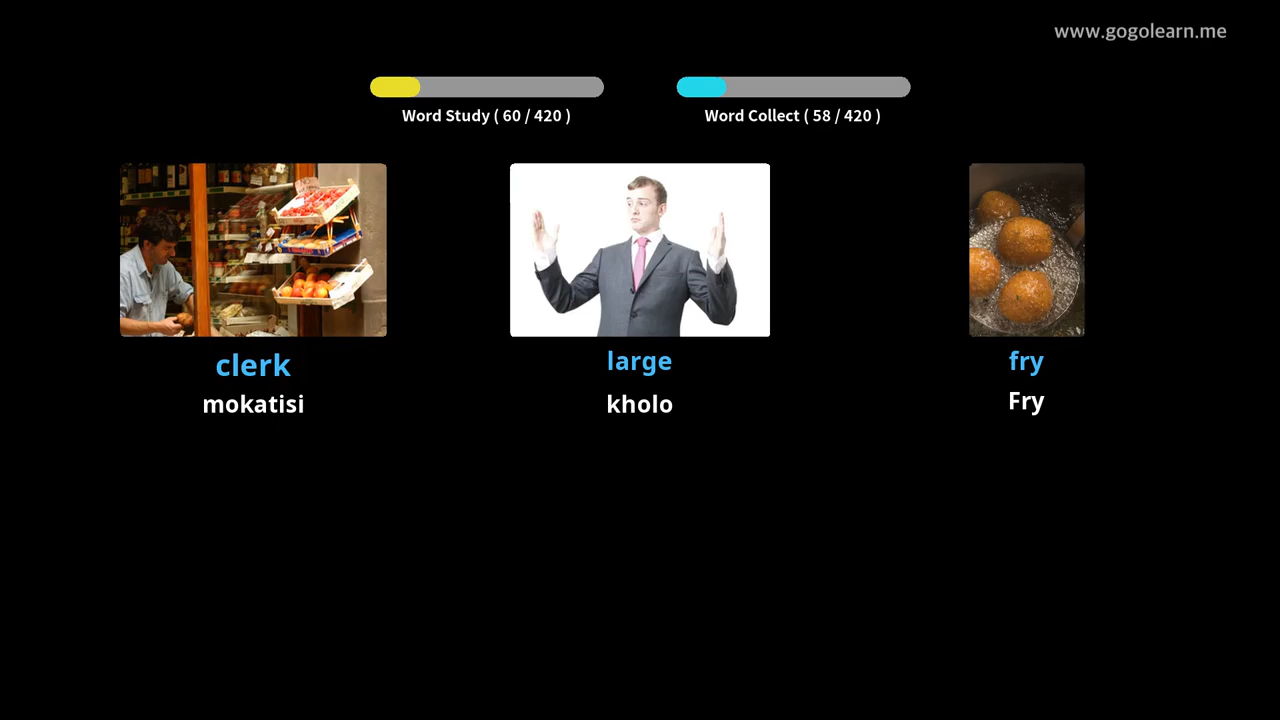 www.gogolearn.me
Word Study ( 60 / 420 )
Word Collect ( 58 / 420 )
clerk
mokatisi
large
kholo
fry
Fry